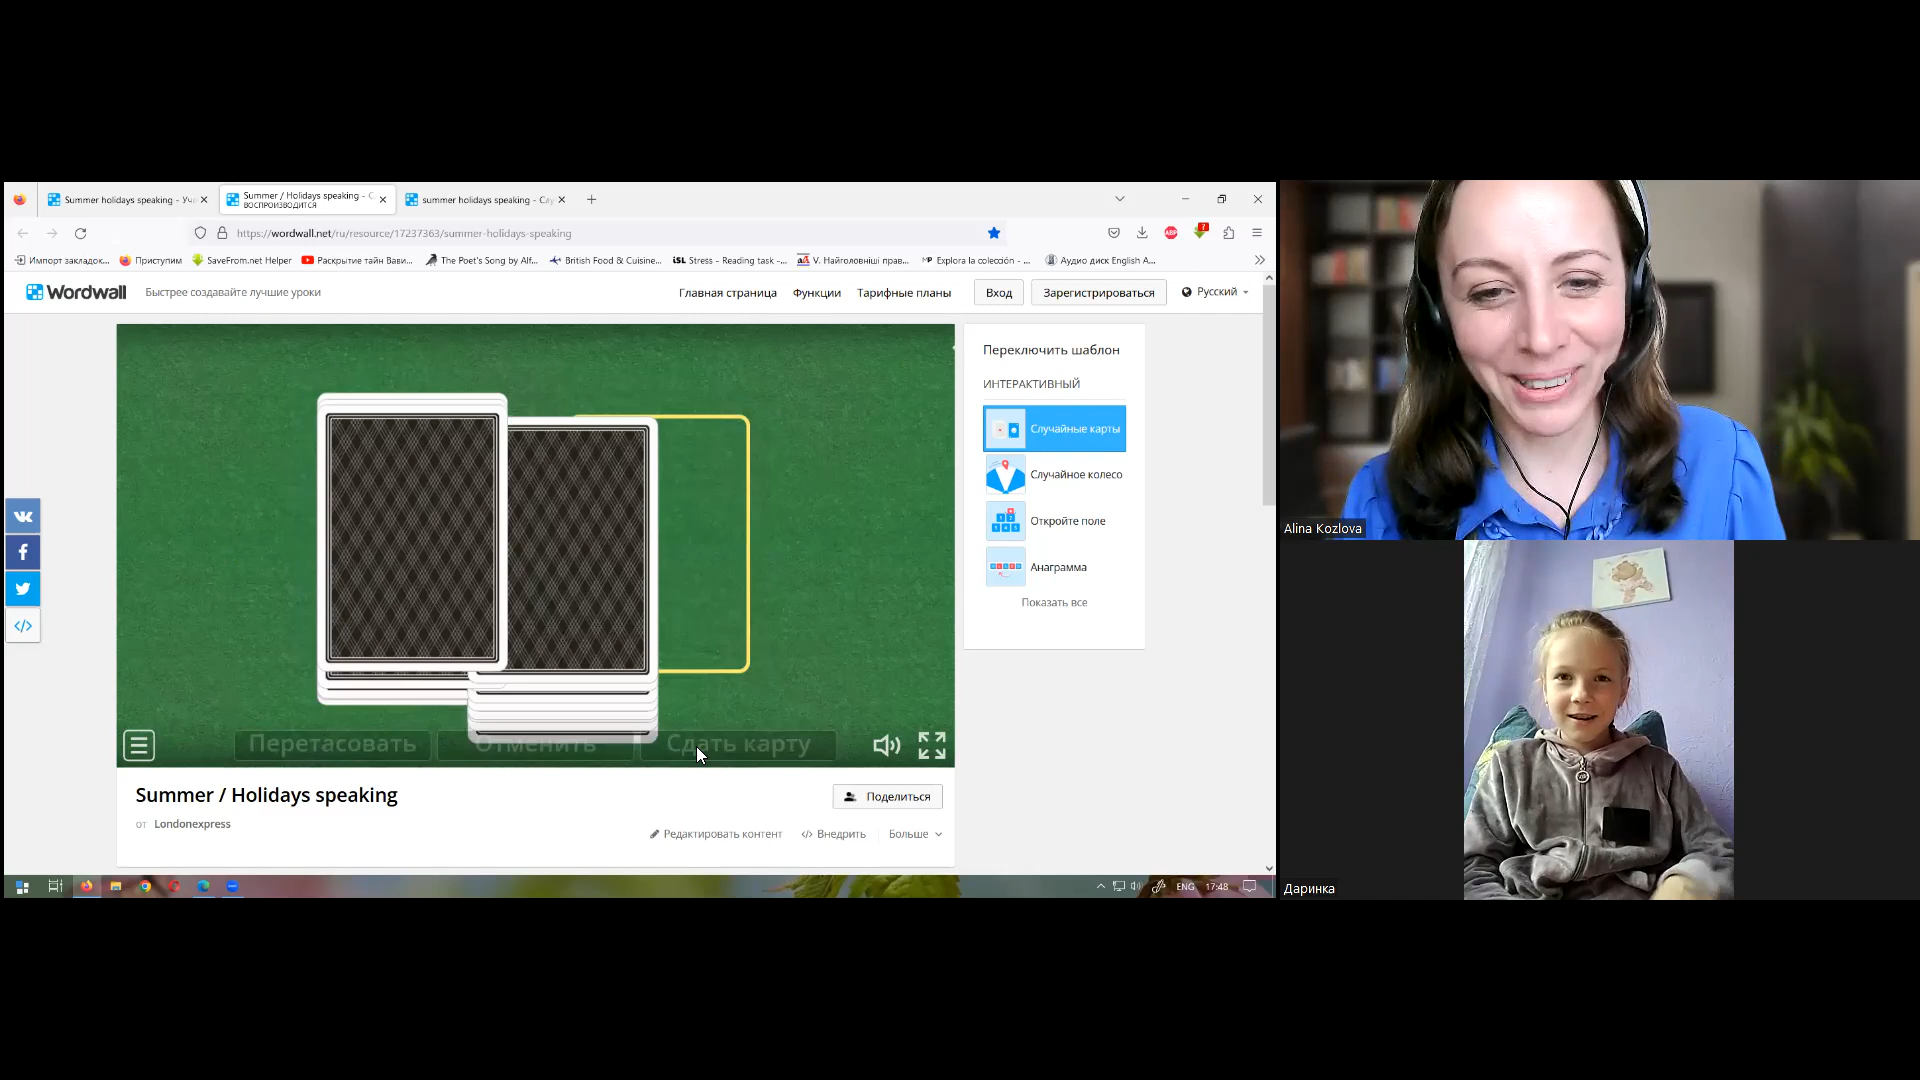 Summer holidays speaking - Уч
Summer / Holidays speaking - С
ВОСПРОИЗВОДИТСЯ
summer holidays speaking - Слу
https://wordwall.net/ru/resource/17237363/summer-holidays-speaking
Импорт закладок...
Приступим
SaveFrom.net Helper
Раскрытие тайн Вави...
The Poet's Song by Alf...
British Food & Cuisine...
iSL Stress - Reading task -...
V. Найголовніші прав...
Explora la colección - ...
Аудио диск English A...
Wordwall
Быстрее создавайте лучшие уроки
Главная страница
Функции
Тарифные планы
Вход
Зарегистрироваться
Русский
Переключить шаблон
ИНТЕРАКТИВНЫЙ
Случайные карты
Случайное колесо
Откройте поле
Анаграмма
Показать все
Перетасовать
Отменить
Сдать карту
Summer / Holidays speaking
от Londonexpress
Поделиться
Редактировать контент
Внедрить
Больше
ENG
17:48
Alina Kozlova
Даринка